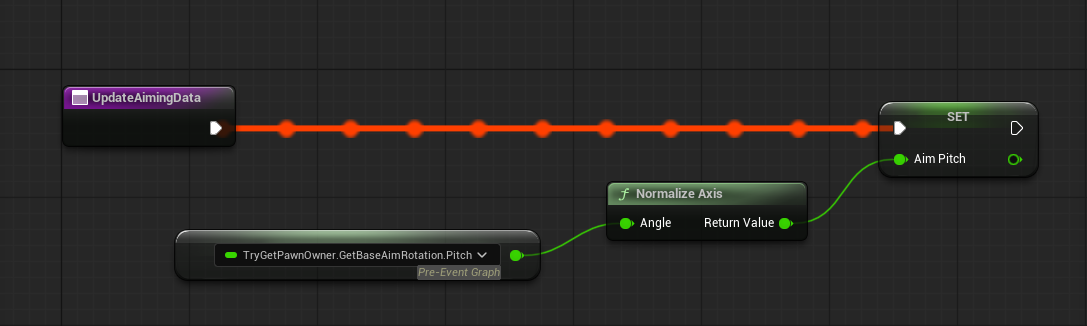 UpdateAimingData
SET
Aim Pitch
f Normalize Axis
Angle Return Value
TryGetPawnOwner.GetBaseAimRotation.Pitch
Pre-Event Graph